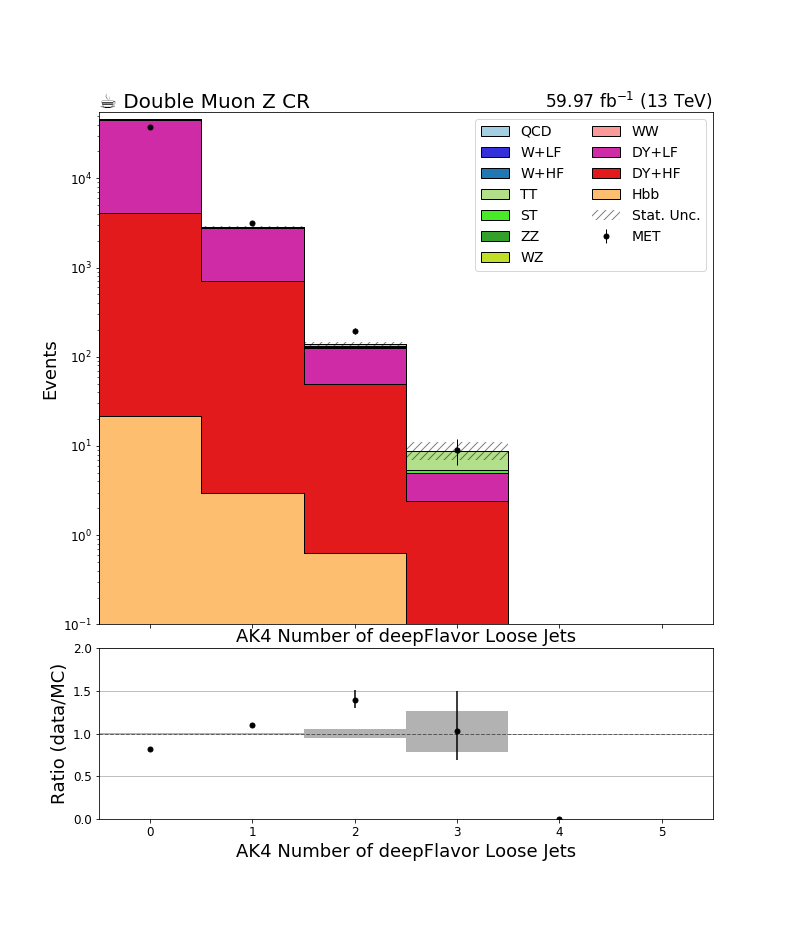 ☕ Double Muon Z CR
59.97 fb⁻¹ (13 TeV)
QCD
W+LF
W+HF
TT
ST
ZZ
WZ
WW
DY+LF
DY+HF
Hbb
Stat. Unc.
MET
Events
10⁴
10³
10²
10¹
10⁰
10⁻¹
AK4 Number of deepFlavor Loose Jets
Ratio (data/MC)
2.0
1.5
1.0
0.5
0.0
0 1 2 3 4 5
AK4 Number of deepFlavor Loose Jets